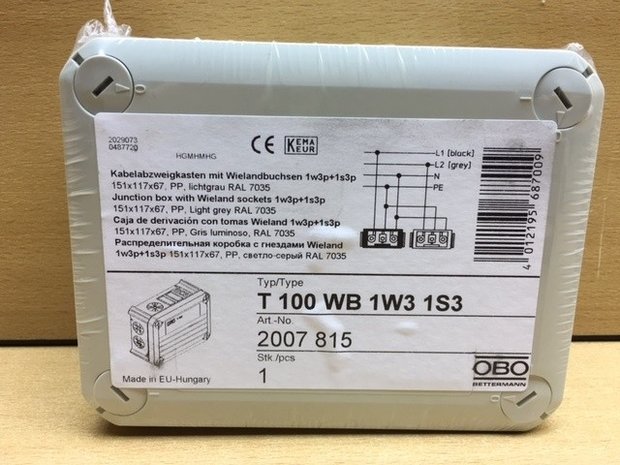 2029073
0487720
HGMHMHG
CE
KEMA
KEUR
Kabelabzweigkasten mit Wielandbuchsen 1w3p+1s3p
151x117x67, PP, lichtgrau RAL 7035
Junction box with Wieland sockets 1w3p+1s3p
151x117x67, PP, Light grey RAL 7035
Caja de derivación con tomas Wieland 1w3p+1s3p
151x117x67, PP, Gris luminoso, RAL 7035
Распределительная коробка с гнездами Wieland
1w3p+1s3p 151x117x67, PP, светло-серый RAL 7035
L1 [black]
L2 [grey]
N
PE
4 012195 687009
Typ/Type
T 100 WB 1W3 1S3
Art.-No.
2007 815
Stk./pcs
1
Made in EU-Hungary
OBO
BETTERMANN